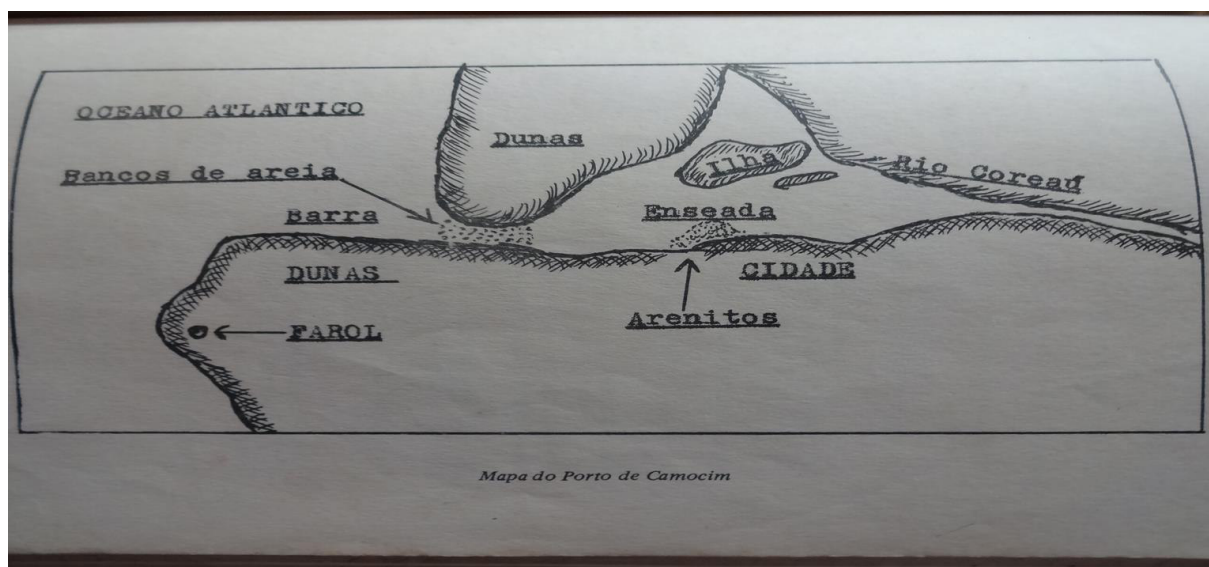 OCEANO ATLANTICO
Dunas
Ilha
Bancos de areia
Rio Coreaú
Barra
Enseada
DUNAS
CIDADE
Arenitos
FAROL
Mapa do Porto de Camocim